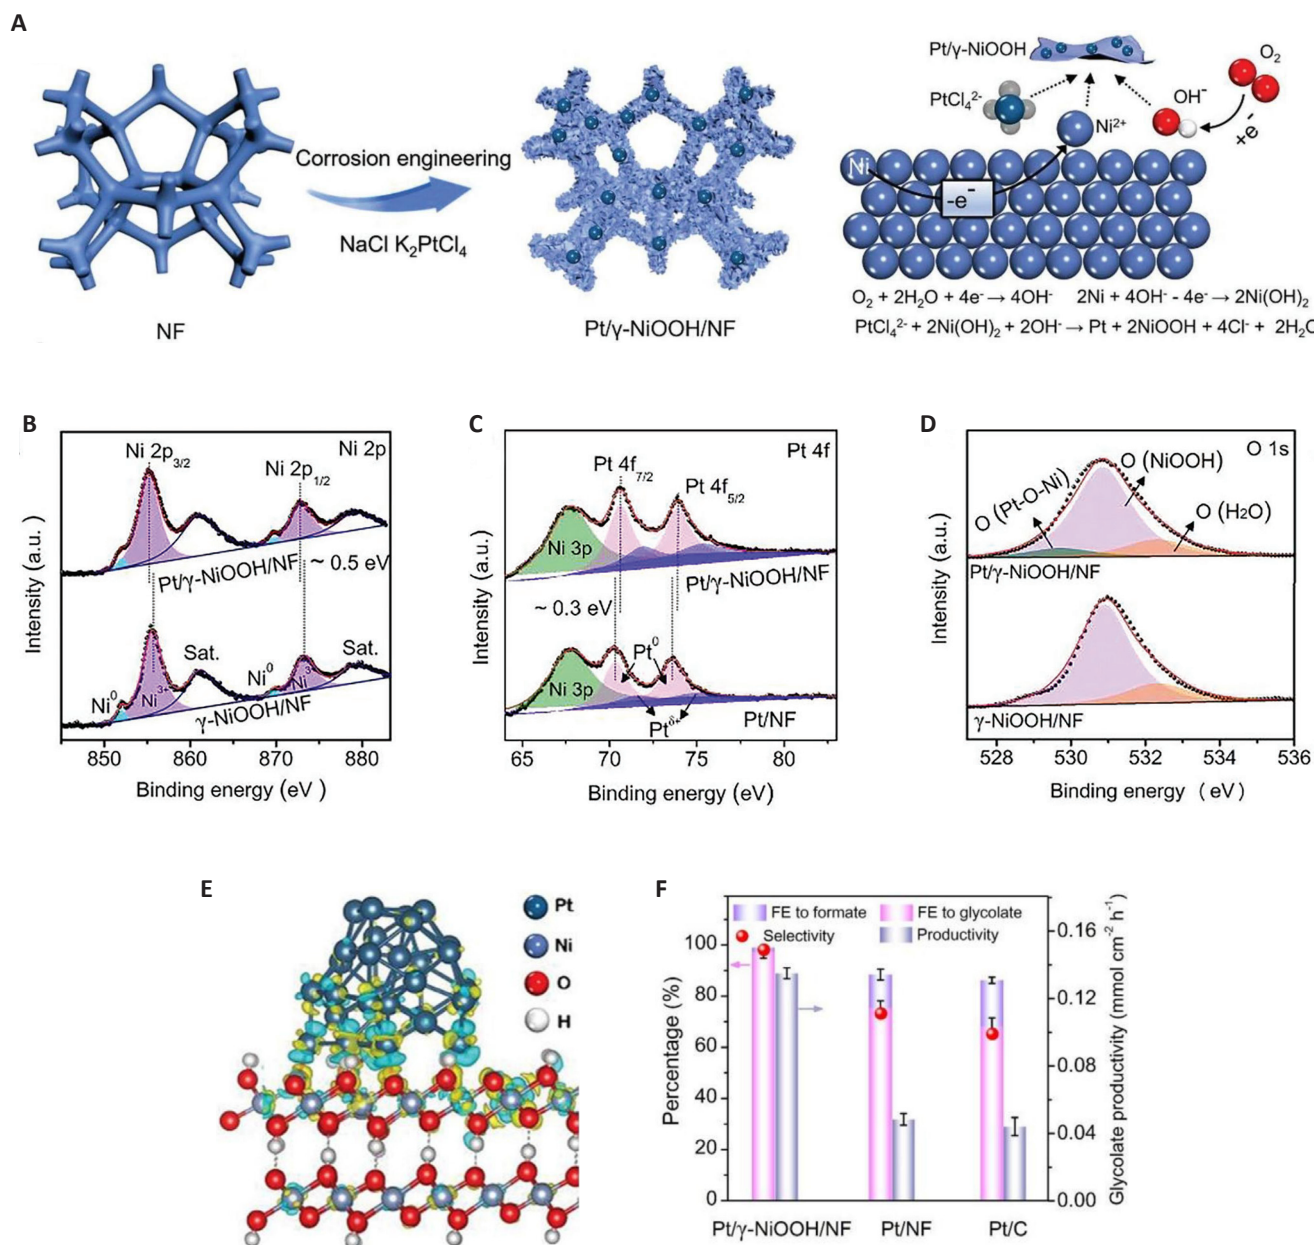 A
Corrosion engineering
NaCl K₂PtCl₄
NF
Pt/γ-NiOOH/NF
Pt/γ-NiOOH
O₂
PtCl₄²⁻
OH⁻
Ni²⁺
+e⁻
Ni
-e⁻
O₂ + 2H₂O + 4e⁻→ 4OH⁻ 2Ni + 4OH⁻ - 4e⁻→ 2Ni(OH)₂
PtCl₄²⁻ + 2Ni(OH)₂ + 2OH⁻→ Pt + 2NiOOH + 4Cl⁻ + 2H₂O
B
Ni 2p₃/₂
Ni 2p
Ni 2p₁/₂
Pt/γ-NiOOH/NF
~ 0.5 eV
Sat.
Sat.
Ni⁰
Ni³⁺
Ni⁰
Ni³
γ-NiOOH/NF
Intensity (a.u.)
850 860 870 880
Binding energy (eV )
C
Pt 4f
Pt 4f₇/₂
Pt 4f₅/₂
Ni 3p
Pt/γ-NiOOH/NF
~ 0.3 eV
Pt⁰
Ni 3p
Ptᵟ⁺
Pt/NF
Intensity (a.u.)
65 70 75 80
Binding energy (eV)
D
O 1s
O (NiOOH)
O (Pt-O-Ni)
O (H₂O)
Pt/γ-NiOOH/NF
γ-NiOOH/NF
Intensity (a.u.)
528 530 532 534 536
Binding energy ( eV)
E
Pt
Ni
O
H
F
FE to formate
FE to glycolate
Selectivity
Productivity
Percentage (%)
100
80
60
40
20
0
Glycolate productivity (mmol cm⁻² h⁻¹)
0.16
0.12
0.08
0.04
0.00
Pt/γ-NiOOH/NF Pt/NF Pt/C